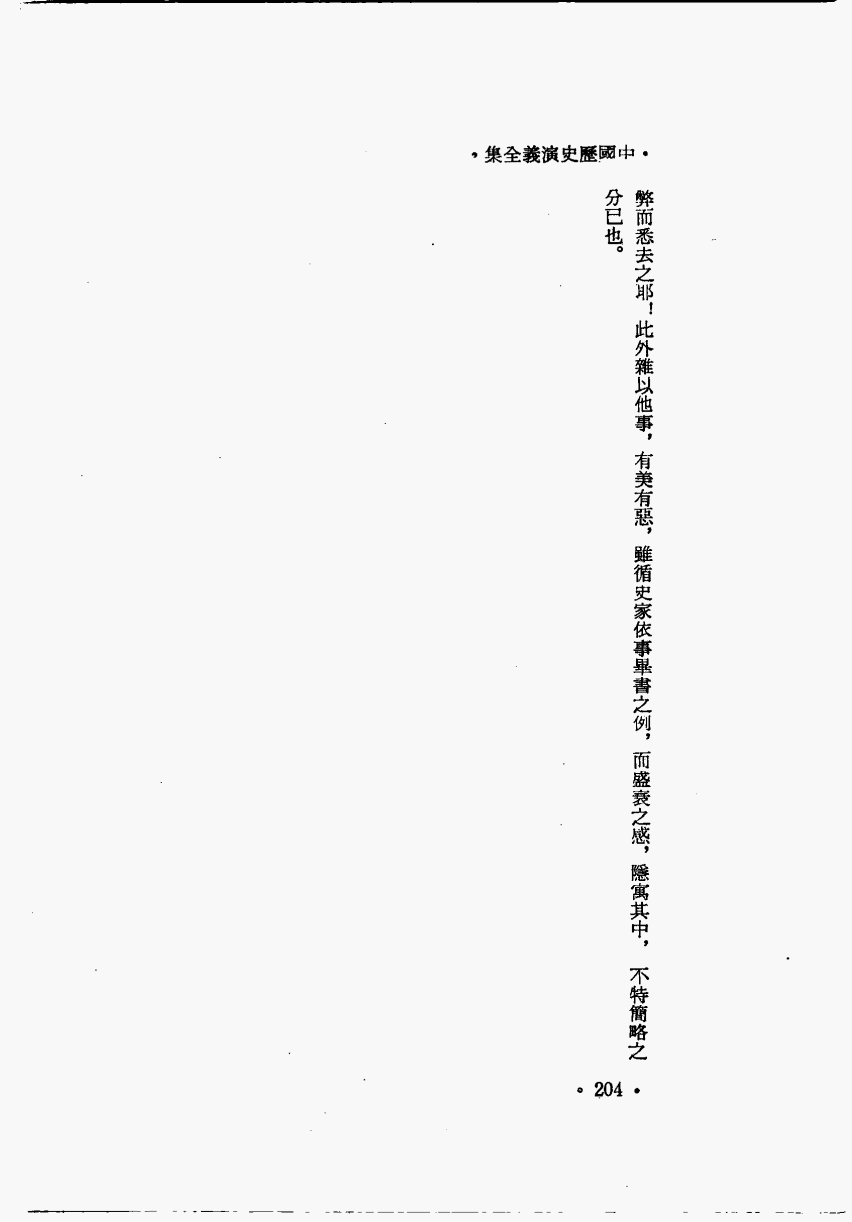 •中國歷史演義全集•
弊而悉去之耶！此外雜以他事，有美有惡，雖循史家依事畢書之例，而盛衰之感，隱寓其中，不特簡略之
分已也。
•204•